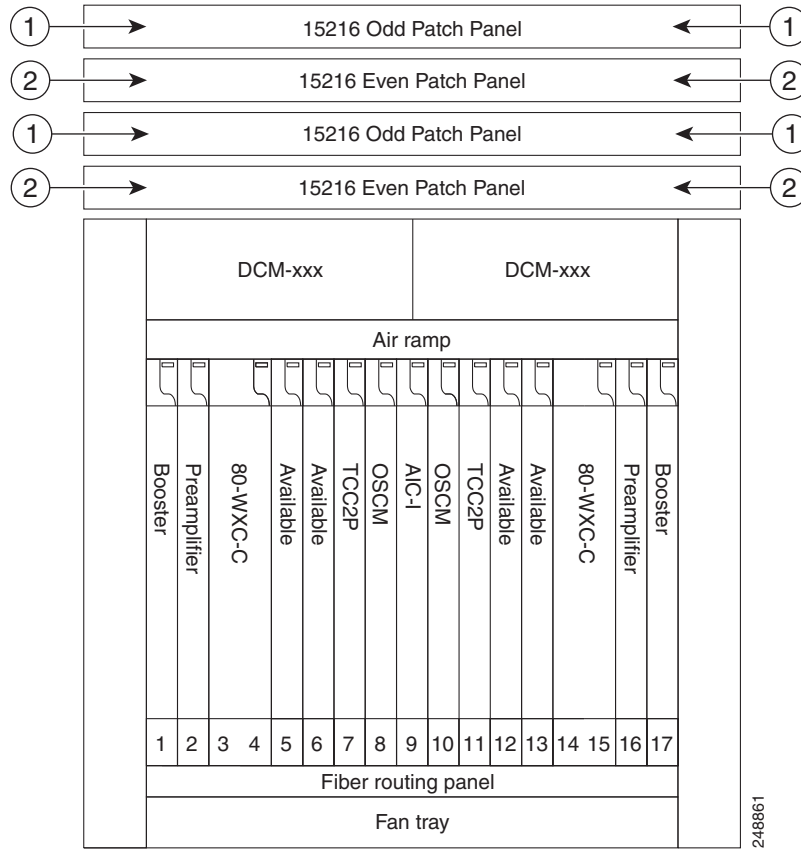 1 15216 Odd Patch Panel 1
2 15216 Even Patch Panel 2
1 15216 Odd Patch Panel 1
2 15216 Even Patch Panel 2
DCM-xxx DCM-xxx
Air ramp
Booster
Preamplifier
80-WXC-C
Available
Available
TCC2P
OSCM
AIC-I
OSCM
TCC2P
Available
Available
80-WXC-C
Preamplifier
Booster
1 2 3 4 5 6 7 8 9 10 11 12 13 14 15 16 17
Fiber routing panel
Fan tray
248861